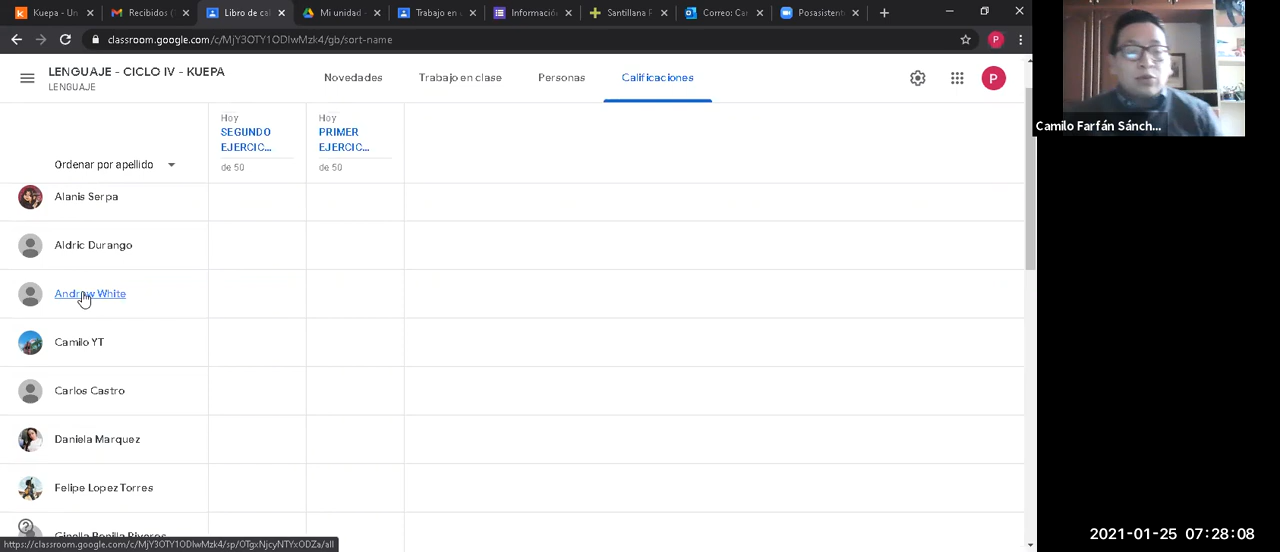 Kuepa - Un
Recibidos (
Libro de cal
Mi unidad -
Trabajo en
Informació
Santillana F
Correo: Car
Posasistent
classroom.google.com/c/MjY3OTY1ODIwMzk4/gb/sort-name
P
LENGUAJE - CICLO IV - KUEPA
LENGUAJE
Novedades
Trabajo en clase
Personas
Calificaciones
P
Camilo Farfán Sánch...
Hoy
SEGUNDO
EJERCIC...
de 50
Hoy
PRIMER
EJERCIC...
de 50
Ordenar por apellido
Alanis Serpa
Aldric Durango
Andrew White
Camilo YT
Carlos Castro
Daniela Marquez
Felipe Lopez Torres
Gisella Bonilla Riveros
https://classroom.google.com/c/MjY3OTY1ODIwMzk4/sp/OTgxNjcyNTYxODZa/all
2021-01-25 07:28:08